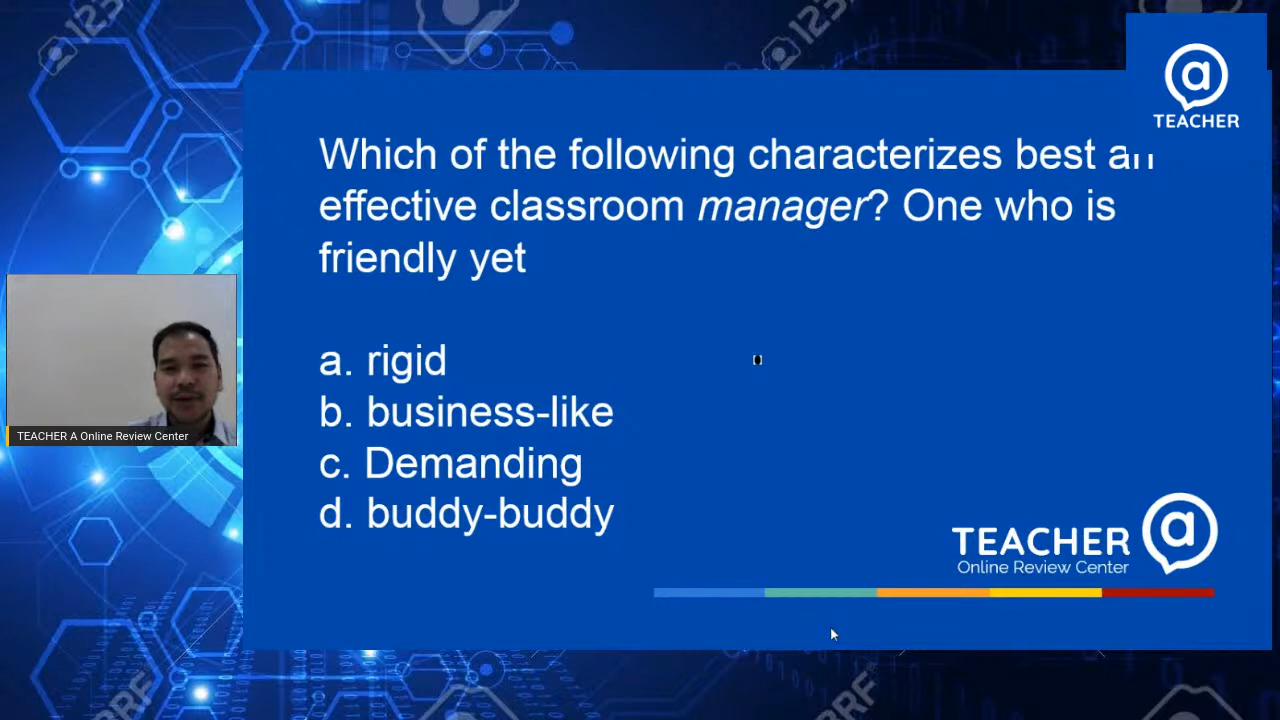 TEACHER
Which of the following characterizes best an
effective classroom manager? One who is
friendly yet
a. rigid
b. business-like
c. Demanding
d. buddy-buddy
TEACHER A Online Review Center
TEACHER a
Online Review Center
123RF